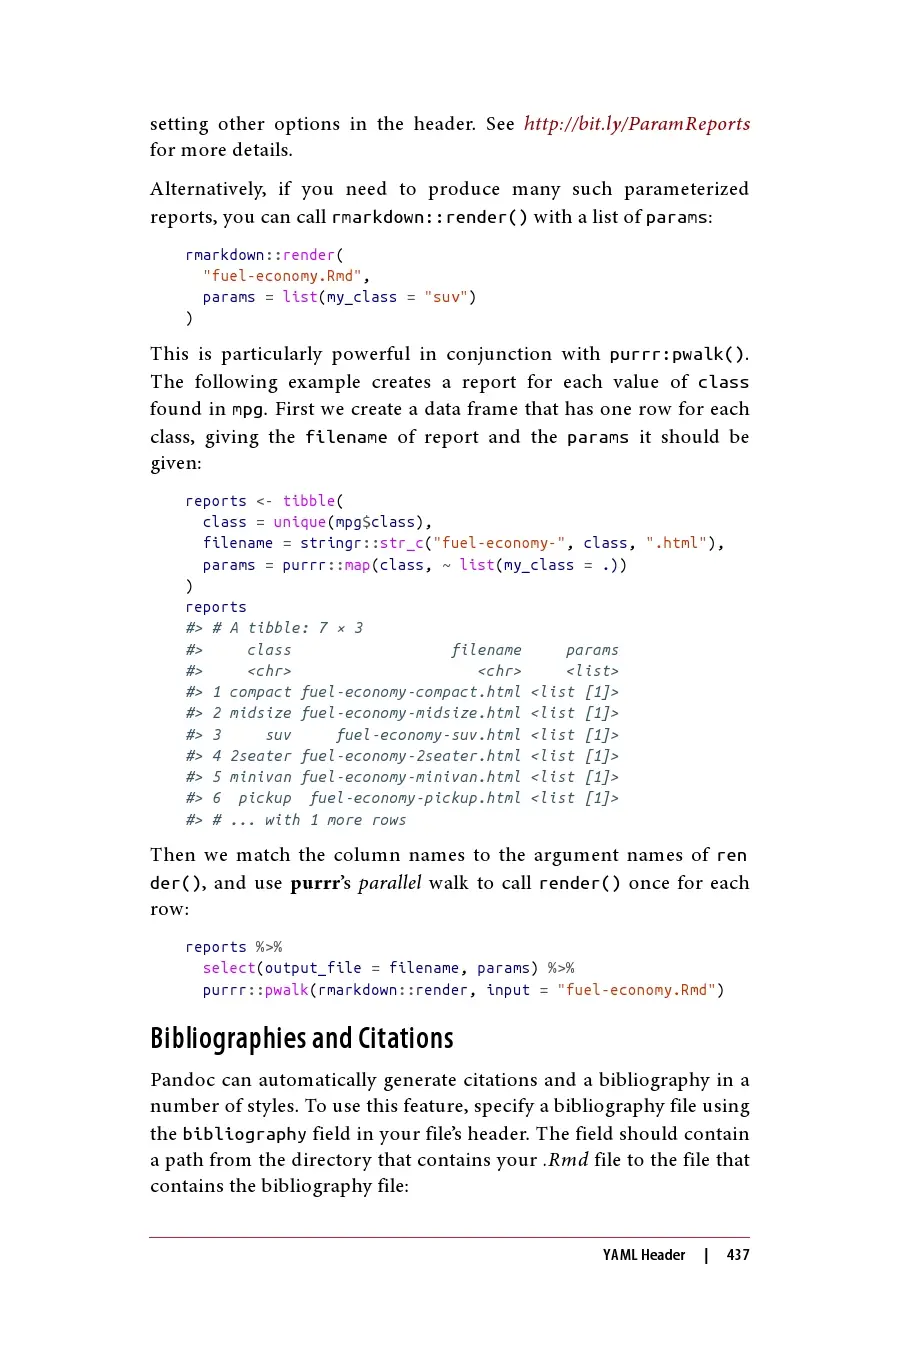 setting other options in the header. See http://bit.ly/ParamReports
for more details.
Alternatively, if you need to produce many such parameterized
reports, you can call rmarkdown::render() with a list of params:
rmarkdown::render(
  "fuel-economy.Rmd",
  params = list(my_class = "suv")
)
This is particularly powerful in conjunction with purrr:pwalk().
The following example creates a report for each value of class
found in mpg. First we create a data frame that has one row for each
class, giving the filename of report and the params it should be
given:
reports <- tibble(
  class = unique(mpg$class),
  filename = stringr::str_c("fuel-economy-", class, ".html"),
  params = purrr::map(class, ~ list(my_class = .))
)
reports
#> # A tibble: 7 × 3
#>     class                  filename     params
#>     <chr>                     <chr>     <list>
#> 1 compact fuel-economy-compact.html <list [1]>
#> 2 midsize fuel-economy-midsize.html <list [1]>
#> 3     suv     fuel-economy-suv.html <list [1]>
#> 4 2seater fuel-economy-2seater.html <list [1]>
#> 5 minivan fuel-economy-minivan.html <list [1]>
#> 6  pickup  fuel-economy-pickup.html <list [1]>
#> # ... with 1 more rows
Then we match the column names to the argument names of ren
der(), and use purrr's parallel walk to call render() once for each
row:
reports %>%
  select(output_file = filename, params) %>%
  purrr::pwalk(rmarkdown::render, input = "fuel-economy.Rmd")
Bibliographies and Citations
Pandoc can automatically generate citations and a bibliography in a
number of styles. To use this feature, specify a bibliography file using
the bibliography field in your file's header. The field should contain
a path from the directory that contains your .Rmd file to the file that
contains the bibliography file:
YAML Header | 437